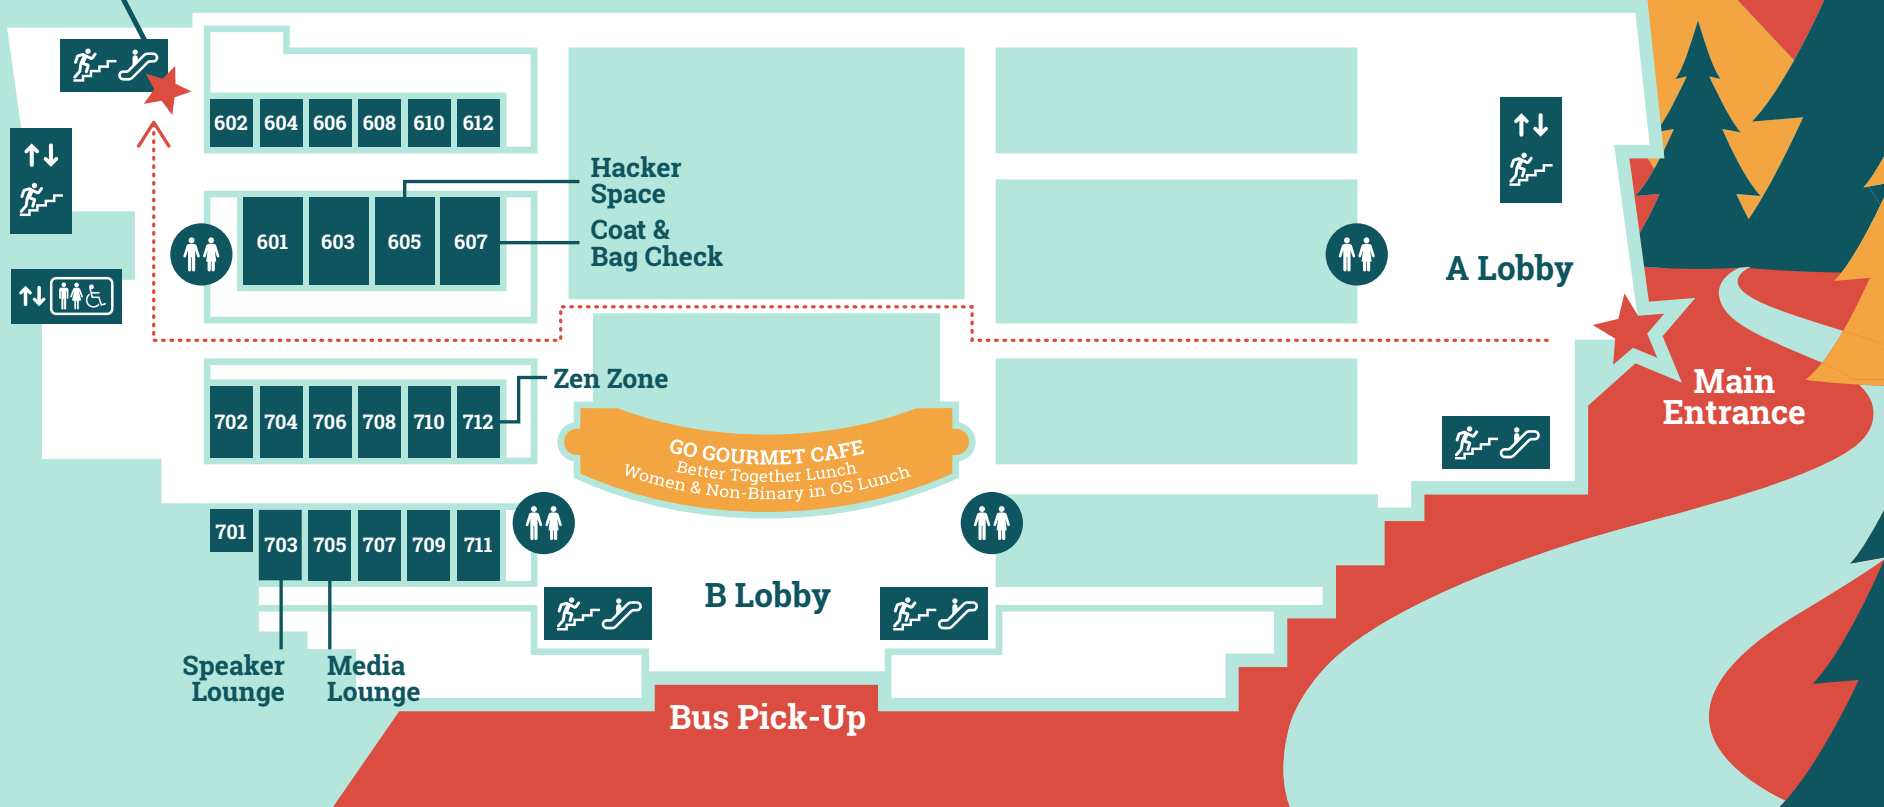 602 604 606 608 610 612
Hacker
Space
Coat &
Bag Check
601 603 605 607
A Lobby
Zen Zone
Main
Entrance
702 704 706 708 710 712
GO GOURMET CAFE
Better Together Lunch
Women & Non-Binary in OS Lunch
701 703 705 707 709 711
B Lobby
Speaker
Lounge
Media
Lounge
Bus Pick-Up